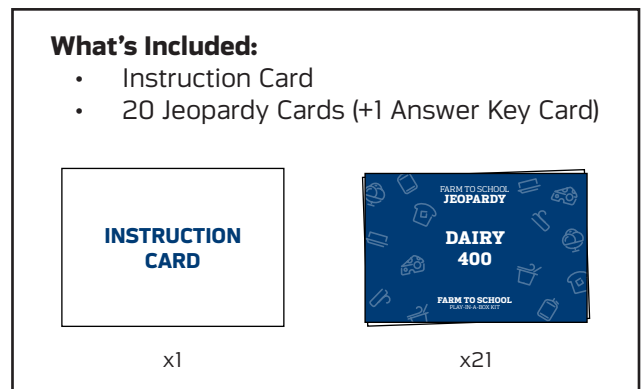 What's Included:
• Instruction Card
• 20 Jeopardy Cards (+1 Answer Key Card)
INSTRUCTION
CARD
x1
FARM TO SCHOOL
JEOPARDY
DAIRY
400
FARM TO SCHOOL
PLAY-IN-A-BOX KIT
x21